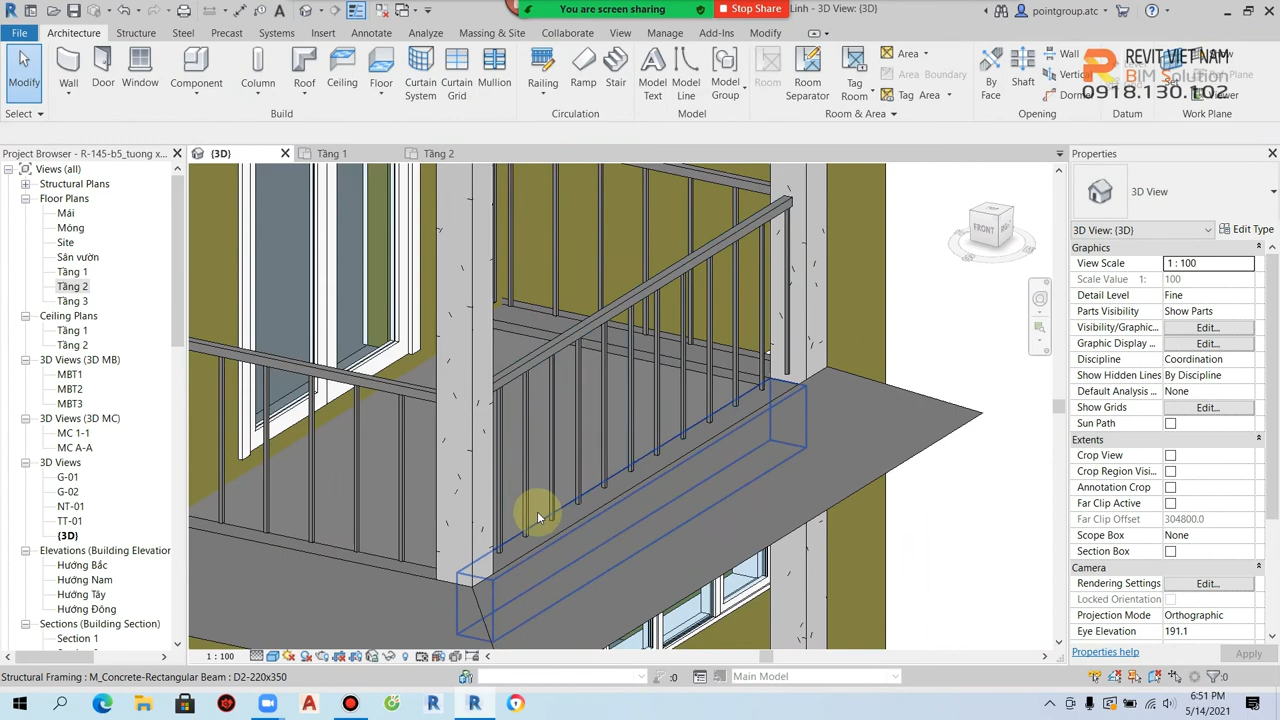 You are screen sharing
Stop Share
Linh - 3D View: {3D}
pointgroup.atc
File
Architecture
Structure
Steel
Precast
Systems
Insert
Annotate
Analyze
Massing & Site
Collaborate
View
Manage
Add-Ins
Modify
Modify
Wall
Door
Window
Component
Column
Roof
Ceiling
Floor
Curtain System
Curtain Grid
Mullion
Railing
Ramp
Stair
Model Text
Model Line
Model Group
Room
Room Separator
Tag Room
Area
Area Boundary
Tag Area
By Face
Shaft
Wall
Vertical
Dormer
Viewer
REVIT VIET NAM
BIM Solution
0918.130.102
Select
Build
Circulation
Model
Room & Area
Opening
Datum
Work Plane
Project Browser - R-145-b5_tuong x...
{3D}
Tầng 1
Tầng 2
Properties
Views (all)
Structural Plans
Floor Plans
Mái
Móng
Site
Sân vườn
Tầng 1
Tầng 2
Tầng 3
Ceiling Plans
Tầng 1
Tầng 2
3D Views (3D MB)
MBT1
MBT2
MBT3
3D Views (3D MC)
MC 1-1
MC A-A
3D Views
G-01
G-02
NT-01
TT-01
{3D}
Elevations (Building Elevation
Hướng Bắc
Hướng Nam
Hướng Tây
Hướng Đông
Sections (Building Section)
Section 1
FRONT
3D View
3D View: {3D}
Edit Type
Graphics
View Scale 1 : 100
Scale Value 1: 100
Detail Level Fine
Parts Visibility Show Parts
Visibility/Graphic... Edit...
Graphic Display ... Edit...
Discipline Coordination
Show Hidden Lines By Discipline
Default Analysis ... None
Show Grids Edit...
Sun Path
Extents
Crop View
Crop Region Visi...
Annotation Crop
Far Clip Active
Far Clip Offset 304800.0
Scope Box None
Section Box
Camera
Rendering Settings Edit...
Locked Orientation
Projection Mode Orthographic
Eye Elevation 191.1
Properties help
Apply
1 : 100
Structural Framing : M_Concrete-Rectangular Beam : D2-220x350
:0
Main Model
:0
6:51 PM
5/14/2021